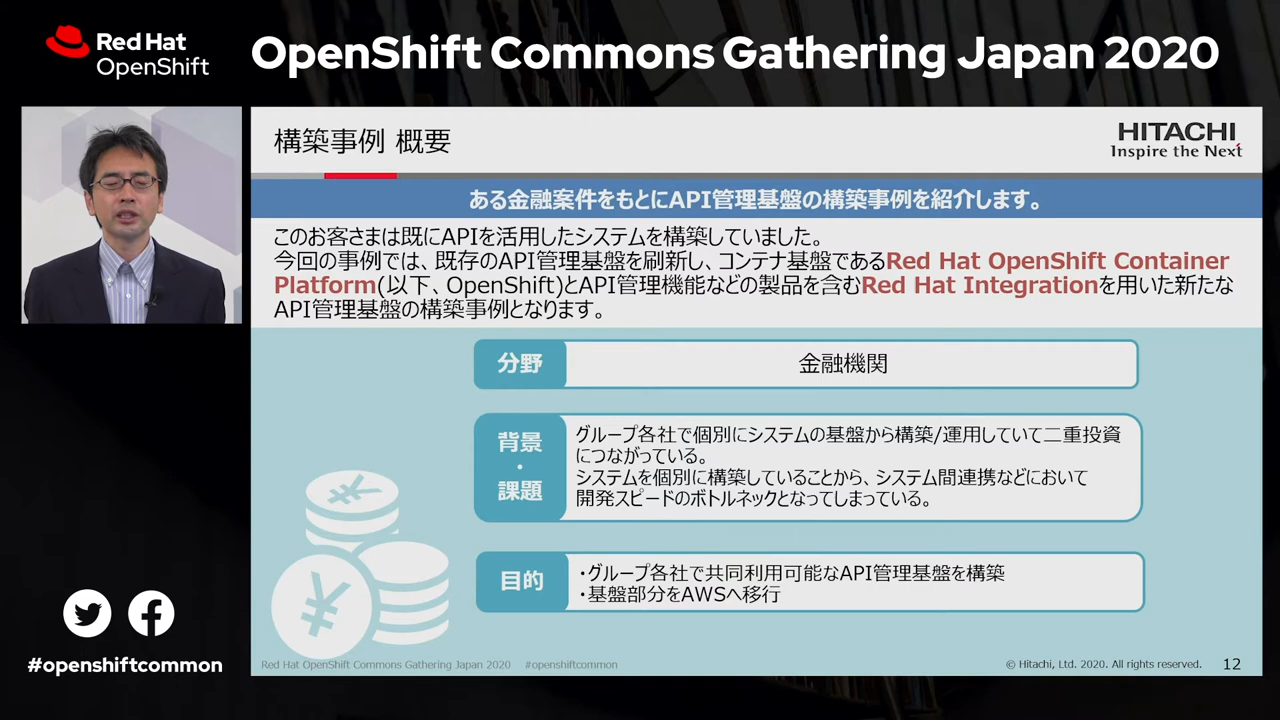 Red Hat
OpenShift
OpenShift Commons Gathering Japan 2020
構築事例 概要
HITACHI
Inspire the Next
ある金融案件をもとにAPI管理基盤の構築事例を紹介します。
このお客さまは既にAPIを活用したシステムを構築していました。
今回の事例では、既存のAPI管理基盤を刷新し、コンテナ基盤であるRed Hat OpenShift Container
Platform(以下、OpenShift)とAPI管理機能などの製品を含むRed Hat Integrationを用いた新たな
API管理基盤の構築事例となります。
分野
金融機関
背景
・
課題
グループ各社で個別にシステムの基盤から構築/運用していて二重投資
につながっている。
システムを個別に構築していることから、システム間連携などにおいて
開発スピードのボトルネックとなってしまっている。
目的
・グループ各社で共同利用可能なAPI管理基盤を構築
・基盤部分をAWSへ移行
¥
¥
#openshiftcommon
Red Hat OpenShift Commons Gathering Japan 2020 #openshiftcommon
© Hitachi, Ltd. 2020. All rights reserved.
12